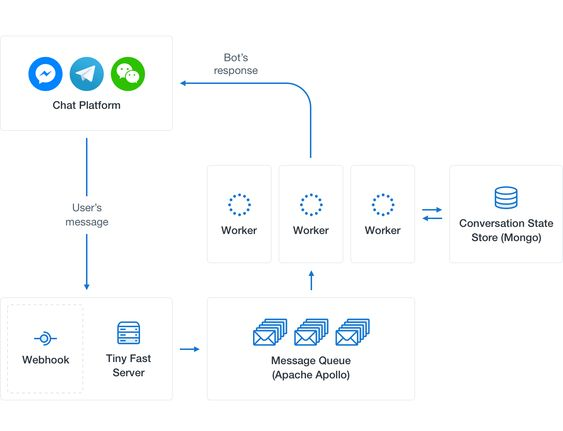 Bot's
response
Chat Platform
User's
message
Worker
Worker
Worker
Conversation State
Store (Mongo)
Webhook
Tiny Fast
Server
Message Queue
(Apache Apollo)